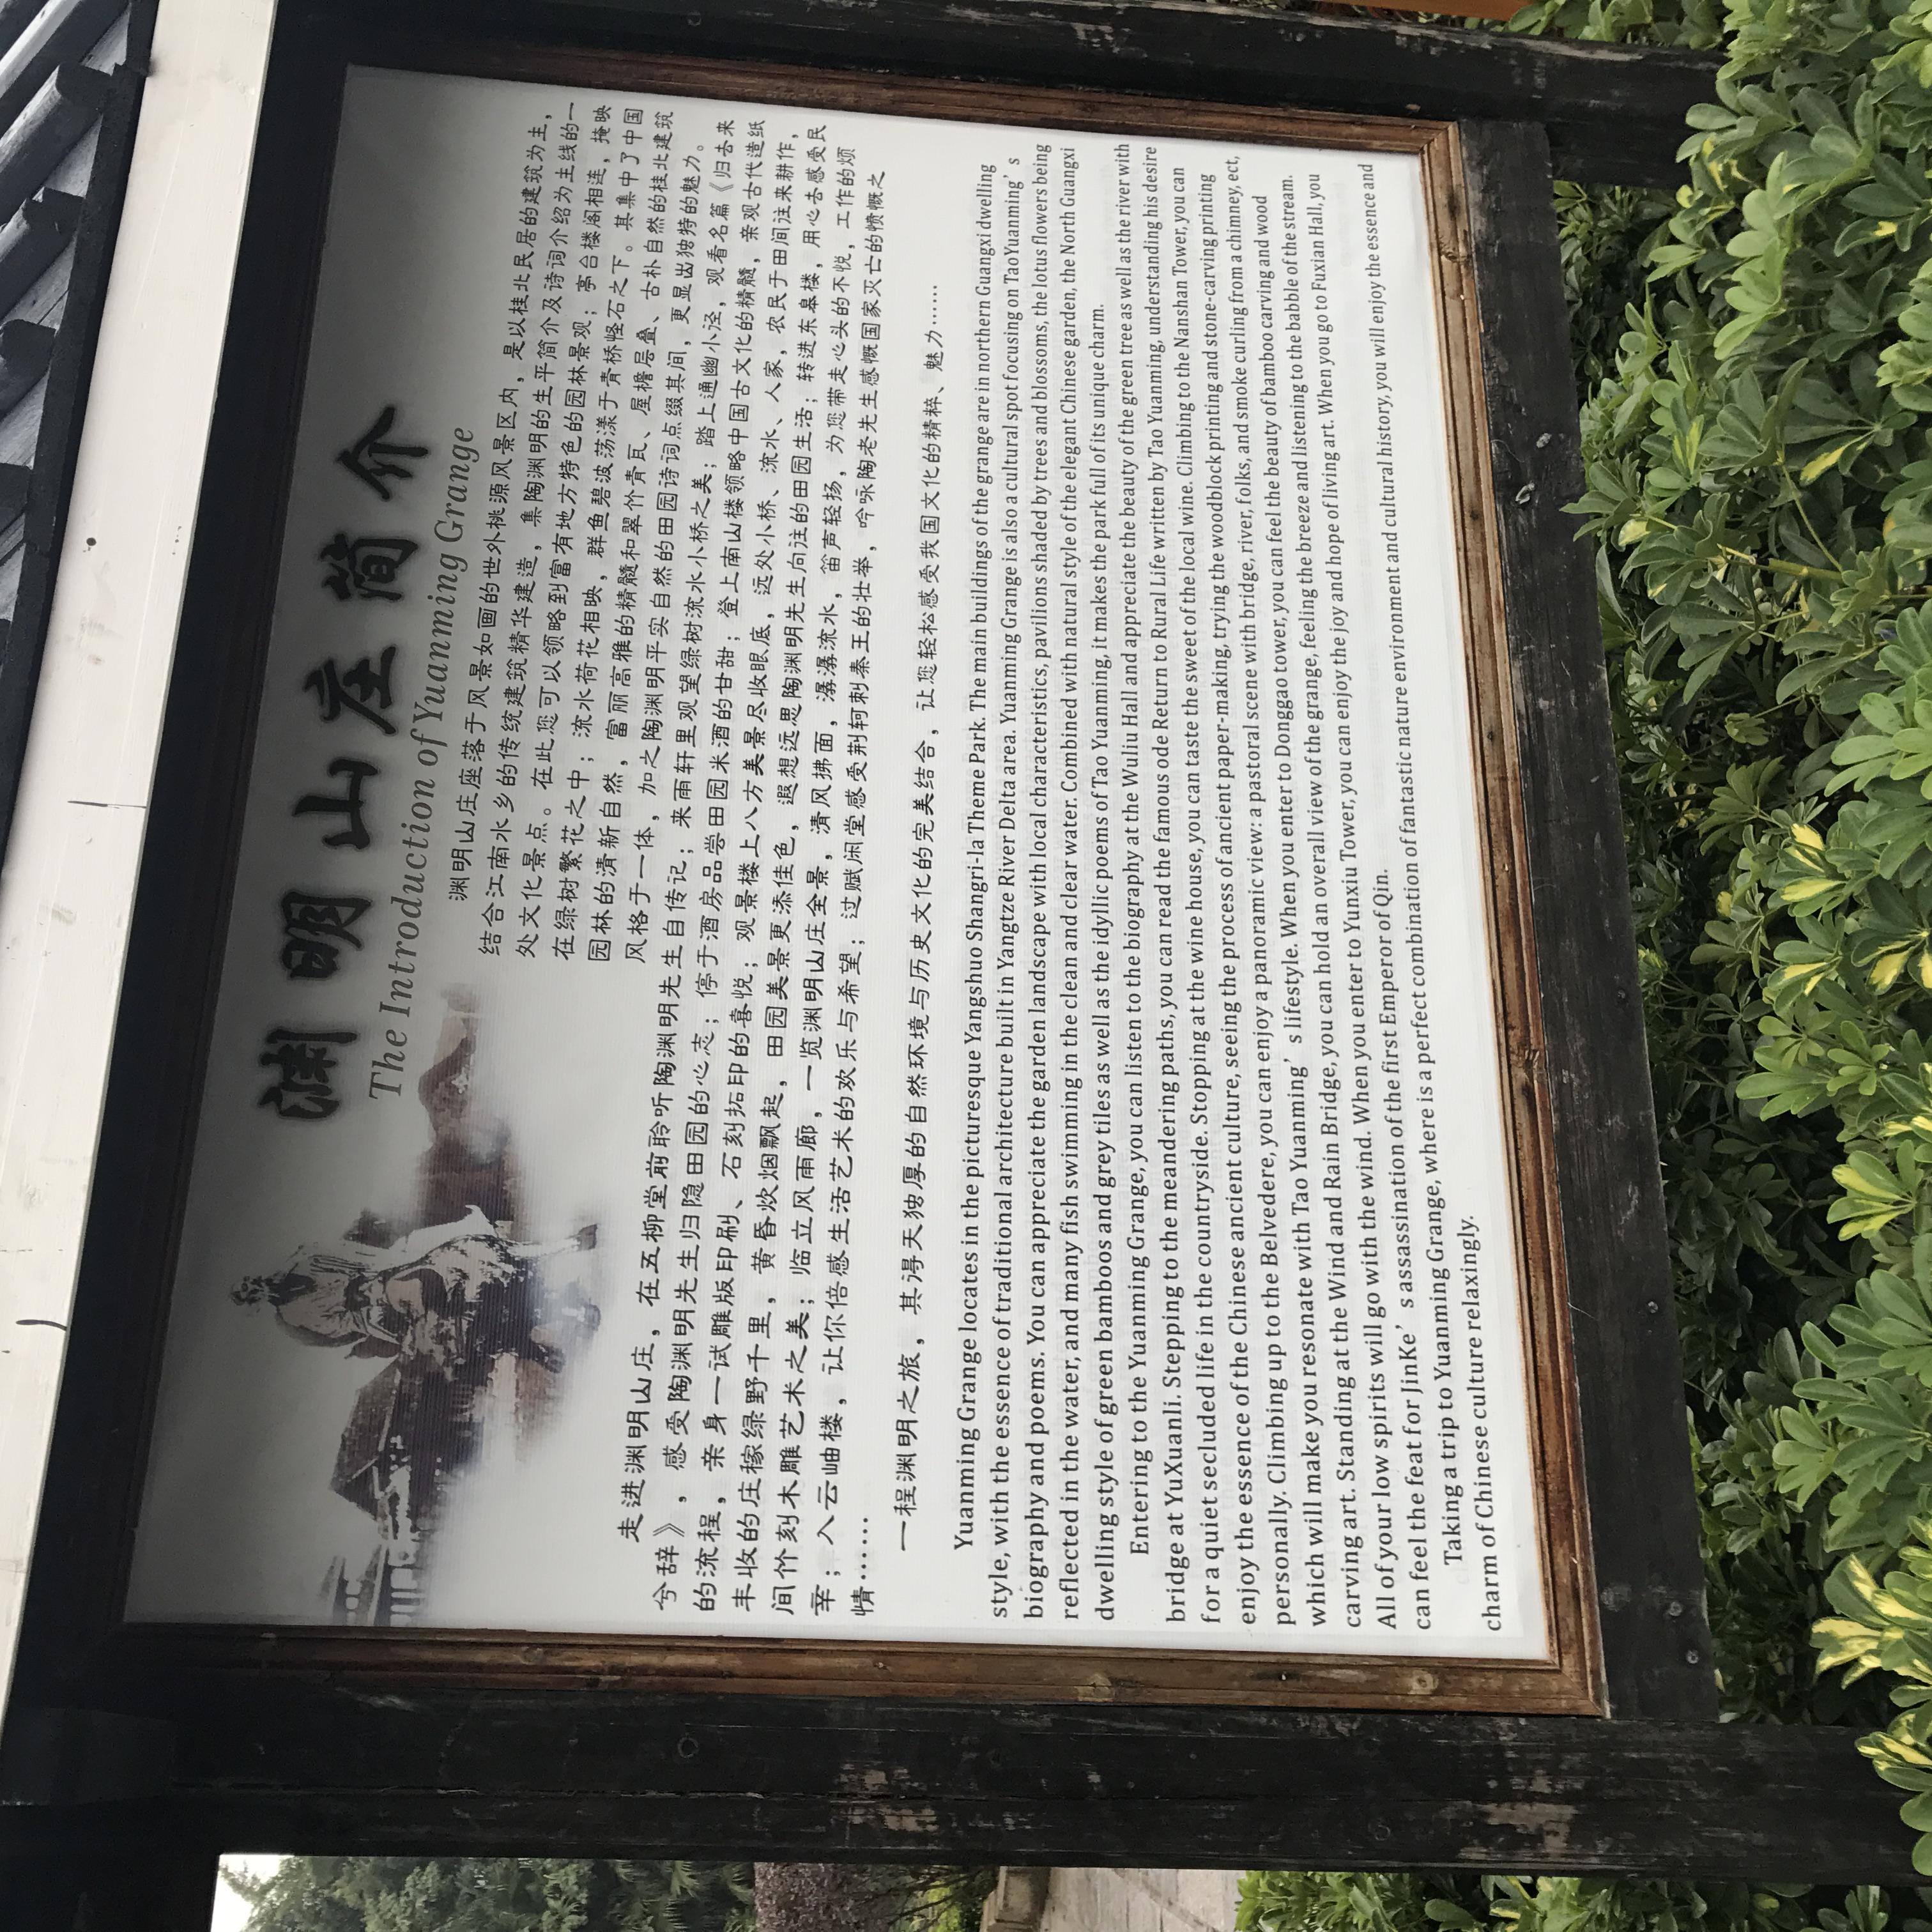 渊明山庄简介
The Introduction of Yuanming Grange
渊明山庄座落于风景如画的世外桃源风景区内，是以桂北民居的建筑为主，
结合江南水乡的传统建筑精华建造，集陶渊明的生平简介及诗词介绍为主线的一
处文化景点。在此您可以领略到富有地方特色的园林景观；亭台楼阁相连，掩映
在绿树繁花之中；流水荷花相映，群鱼碧波荡漾于青桥怪石之下。其集中了中国
园林的清新自然，富丽高雅的精髓和翠竹青瓦、屋檐层叠、古朴自然的桂北建筑
风格于一体，加之陶渊明平实自然的田园诗词点缀其间，更显出独特的魅力。
走进渊明山庄，在五柳堂前聆听陶渊明先生自传记；来雨轩里观望绿树流水小桥之美；踏上通幽小泾，观看名篇《归去来
兮辞》，感受陶渊明先生归隐田园的心志；停于酒房品尝田园米酒的甘甜；登上南山楼领略中国古文化的精髓，亲观古代造纸
的流程，亲身一试雕版印刷、石刻拓印的喜悦；观景楼上八方美景尽收眼底，远处小桥、流水、人家，农民于田间注来耕作，
丰收的庄稼绿野千里，黄昏炊烟飘起，田园美景更添佳色，遐想远思陶渊明先生向注的田园生活；转进东皋楼，用心去感受民
间竹刻木雕艺术之美；临立风雨廊，一览渊明山庄全景，清风拂面，潺潺流水，笛声轻扬，为您带走心头的不悦，工作的烦
幸；入云岫楼，让你倍感生活艺术的欢乐与希望；过赋闲堂感受荆轲刺秦王的壮举，吟咏陶老先生感慨国家灭亡的愤慨之
情……
一程渊明之旅，其得天独厚的自然环境与历史文化的完美结合，让您轻松感受我国文化的精粹、魅力……
Yuanming Grange locates in the picturesque Yangshuo Shangri-la Theme Park. The main buildings of the grange are in northern Guangxi dwelling
style, with the essence of traditional architecture built in Yangtze River Delta area. Yuanming Grange is also a cultural spot focusing on TaoYuanming’s
biography and poems. You can appreciate the garden landscape with local characteristics, pavilions shaded by trees and blossoms, the lotus flowers being
reflected in the water, and many fish swimming in the clean and clear water. Combined with natural style of the elegant Chinese garden, the North Guangxi
dwelling style of green bamboos and grey tiles as well as the idyllic poems of Tao Yuanming, it makes the park full of its unique charm.
Entering to the Yuanming Grange, you can listen to the biography at the Wuliu Hall and appreciate the beauty of the green tree as well as the river with
bridge at YuXuanli. Stepping to the meandering paths, you can read the famous ode Return to Rural Life written by Tao Yuanming, understanding his desire
for a quiet secluded life in the countryside. Stopping at the wine house, you can taste the sweet of the local wine. Climbing to the Nanshan Tower, you can
enjoy the essence of the Chinese ancient culture, seeing the process of ancient paper-making, trying the woodblock printing and stone-carving printing
personally. Climbing up to the Belvedere, you can enjoy a panoramic view: a pastoral scene with bridge, river, folks, and smoke curling from a chimney, ect,
which will make you resonate with Tao Yuanming’s lifestyle. When you enter to Donggao tower, you can feel the beauty of bamboo carving and wood
carving art. Standing at the Wind and Rain Bridge, you can hold an overall view of the grange, feeling the breeze and listening to the babble of the stream.
All of your low spirits will go with the wind. When you enter to Yunxiu Tower, you can enjoy the joy and hope of living art. When you go to Fuxian Hall, you
can feel the feat for JinKe’s assassination of the first Emperor of Qin.
Taking a trip to Yuanming Grange, where is a perfect combination of fantastic nature environment and cultural history, you will enjoy the essence and
charm of Chinese culture relaxingly.